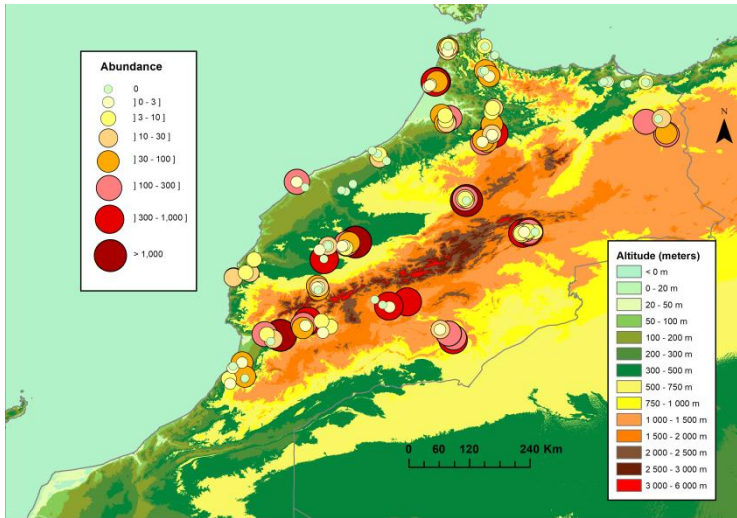 Abundance
0
] 0 - 3 ]
] 3 - 10 ]
] 10 - 30 ]
] 30 - 100 ]
] 100 - 300 ]
] 300 - 1,000 ]
> 1,000
N
Altitude (meters)
< 0 m
0 - 20 m
20 - 50 m
50 - 100 m
100 - 200 m
200 - 300 m
300 - 500 m
500 - 750 m
750 - 1 000 m
1 000 - 1 500 m
1 500 - 2 000 m
2 000 - 2 500 m
2 500 - 3 000 m
3 000 - 6 000 m
0 60 120 240 Km